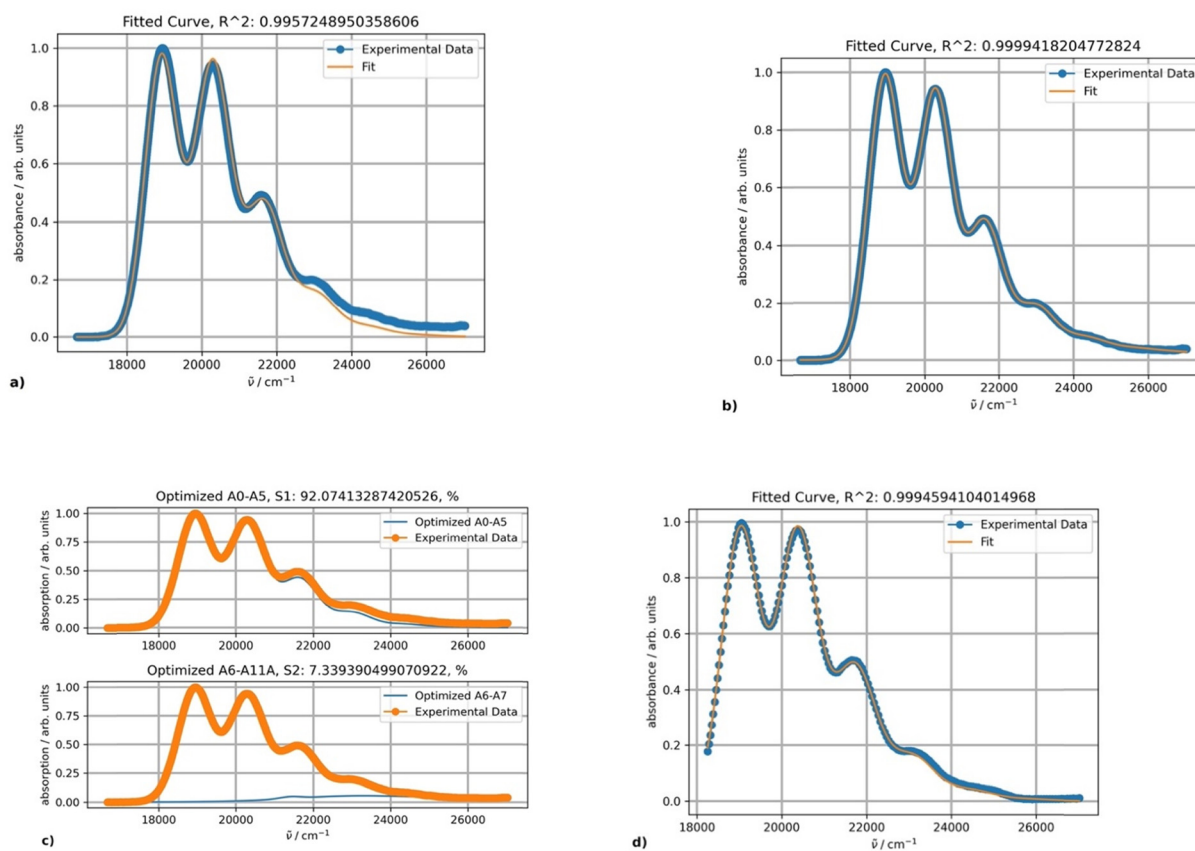 Fitted Curve, R^2: 0.9957248950358606
absorbance / arb. units
1.0
0.8
0.6
0.4
0.2
0.0
Experimental Data
Fit
18000 20000 22000 24000 26000
ṽ / cm⁻¹
a)
Fitted Curve, R^2: 0.9999418204772824
absorbance / arb. units
1.0
0.8
0.6
0.4
0.2
0.0
Experimental Data
Fit
18000 20000 22000 24000 26000
ṽ / cm⁻¹
b)
Optimized A0-A5, S1: 92.07413287420526, %
absorption / arb. units
1.00
0.75
0.50
0.25
0.00
Optimized A0-A5
Experimental Data
18000 20000 22000 24000 26000
Optimized A6-A11A, S2: 7.339390499070922, %
absorption / arb. units
1.00
0.75
0.50
0.25
0.00
Optimized A6-A7
Experimental Data
18000 20000 22000 24000 26000
ṽ / cm⁻¹
c)
Fitted Curve, R^2: 0.9994594104014968
absorbance / arb. units
1.0
0.8
0.6
0.4
0.2
0.0
Experimental Data
Fit
18000 20000 22000 24000 26000
ṽ / cm⁻¹
d)